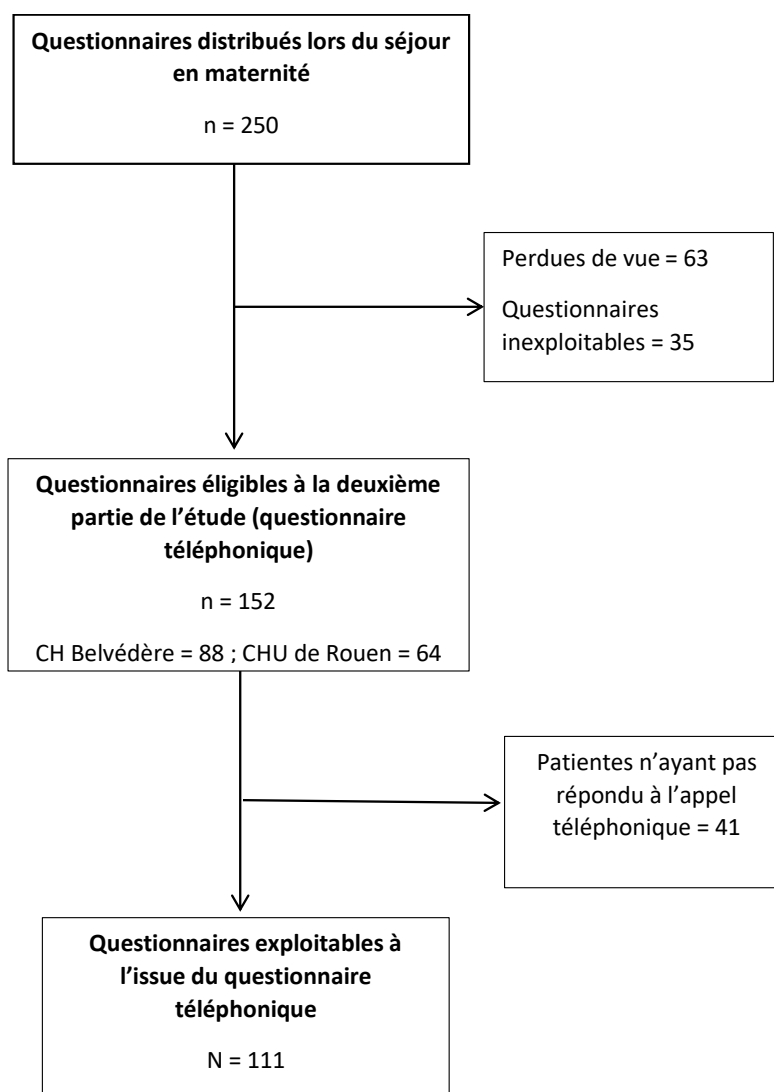 Questionnaires distribués lors du séjour
en maternité
n = 250
Perdues de vue = 63
Questionnaires
inexploitables = 35
Questionnaires éligibles à la deuxième
partie de l’étude (questionnaire
téléphonique)
n = 152
CH Belvédère = 88 ; CHU de Rouen = 64
Patientes n’ayant pas
répondu à l’appel
téléphonique = 41
Questionnaires exploitables à
l’issue du questionnaire
téléphonique
N = 111